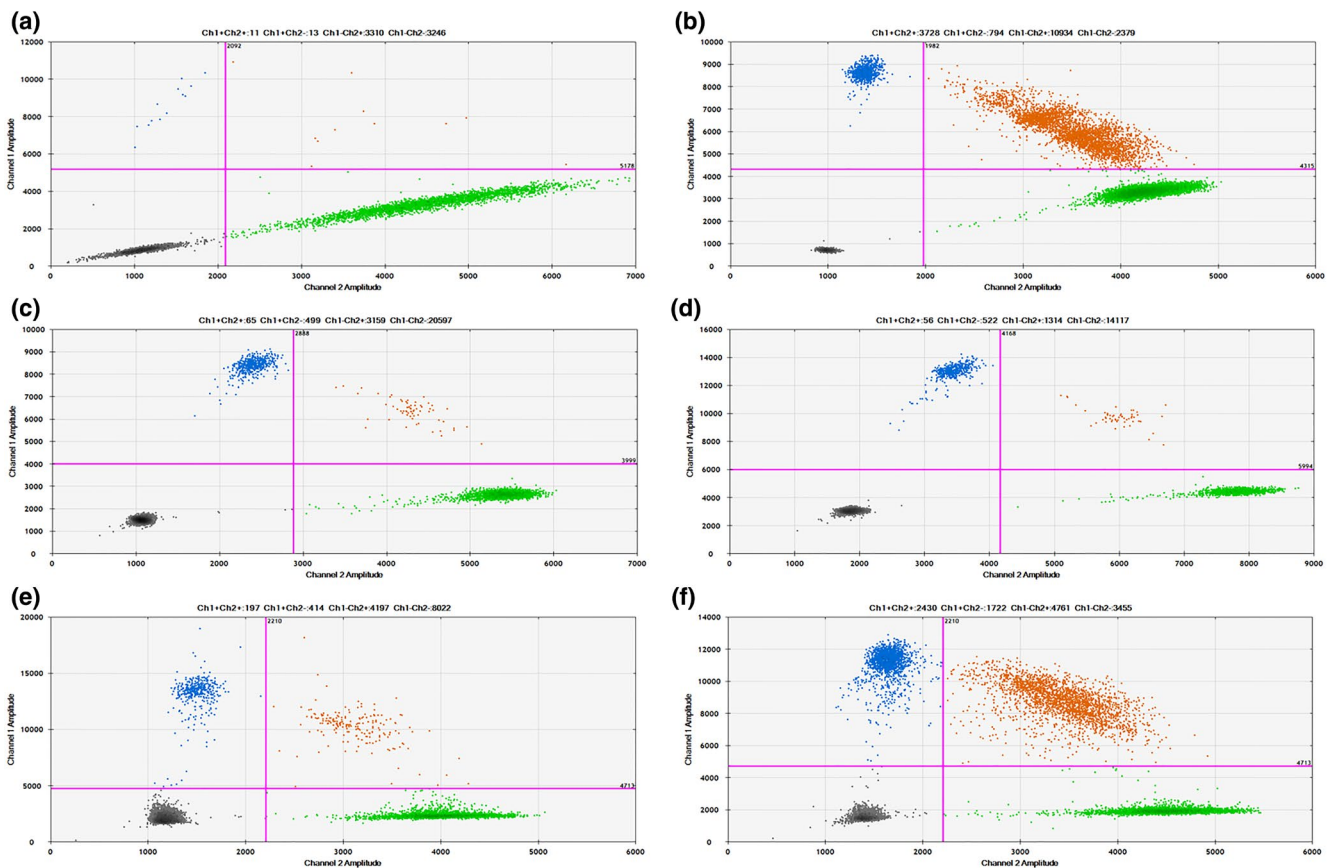 (a)
Ch1+Ch2+:11 Ch1+Ch2-:13 Ch1-Ch2+:3310 Ch1-Ch2-:3246
2092
12000
10000
8000
6000
5178
4000
2000
0
Channel 1 Amplitude
0 1000 2000 3000 4000 5000 6000 7000
Channel 2 Amplitude
(b)
Ch1+Ch2+:3728 Ch1+Ch2-:794 Ch1-Ch2+:10934 Ch1-Ch2-:2379
1982
10000
9000
8000
7000
6000
5000
4315
4000
3000
2000
1000
0
Channel 1 Amplitude
0 1000 2000 3000 4000 5000 6000
Channel 2 Amplitude
(c)
Ch1+Ch2+:65 Ch1+Ch2-:499 Ch1-Ch2+:3159 Ch1-Ch2-:20597
2888
10000
9000
8000
7000
6000
5000
4000
3999
3000
2000
1000
0
Channel 1 Amplitude
0 1000 2000 3000 4000 5000 6000 7000
Channel 2 Amplitude
(d)
Ch1+Ch2+:56 Ch1+Ch2-:522 Ch1-Ch2+:1314 Ch1-Ch2-:14117
4168
16000
14000
12000
10000
8000
6000
5994
4000
2000
0
Channel 1 Amplitude
0 1000 2000 3000 4000 5000 6000 7000 8000 9000
Channel 2 Amplitude
(e)
Ch1+Ch2+:197 Ch1+Ch2-:414 Ch1-Ch2+:4197 Ch1-Ch2-:8022
2210
20000
15000
10000
5000
4713
0
Channel 1 Amplitude
0 1000 2000 3000 4000 5000 6000
Channel 2 Amplitude
(f)
Ch1+Ch2+:2430 Ch1+Ch2-:1722 Ch1-Ch2+:4761 Ch1-Ch2-:3455
2210
14000
12000
10000
8000
6000
4713
4000
2000
0
Channel 1 Amplitude
0 1000 2000 3000 4000 5000 6000
Channel 2 Amplitude